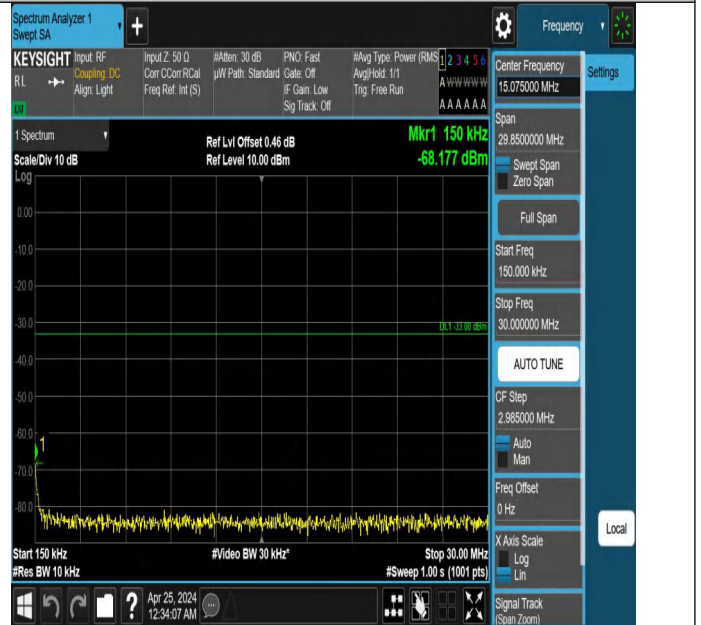 Spectrum Analyzer 1
Swept SA
+
Frequency
KEYSIGHT
RL
LXI
Input: RF
Coupling: DC
Align: Light
Input Z: 50 Ω
Corr CCorr RCal
Freq Ref: Int (S)
#Atten: 30 dB
µW Path: Standard
PNO: Fast
Gate: Off
IF Gain: Low
Sig Track: Off
#Avg Type: Power (RMS
Avg|Hold: 1/1
Trig: Free Run
1 2 3 4 5 6
A W W W W W
A A A A A A
1 Spectrum
Scale/Div 10 dB
Log
Ref Lvl Offset 0.46 dB
Ref Level 10.00 dBm
Mkr1 150 kHz
-68.177 dBm
0.00
-10.0
-20.0
-30.0
-40.0
-50.0
-60.0
-70.0
-80.0
DL1 -33.00 dBm
1
Start 150 kHz
#Res BW 10 kHz
#Video BW 30 kHz*
Stop 30.00 MHz
#Sweep 1.00 s (1001 pts)
?
Apr 25, 2024
12:34:07 AM
Center Frequency
15.075000 MHz
Settings
Span
29.8500000 MHz
Swept Span
Zero Span
Full Span
Start Freq
150.000 kHz
Stop Freq
30.000000 MHz
AUTO TUNE
CF Step
2.985000 MHz
Auto
Man
Freq Offset
0 Hz
Local
X Axis Scale
Log
Lin
Signal Track
(Span Zoom)